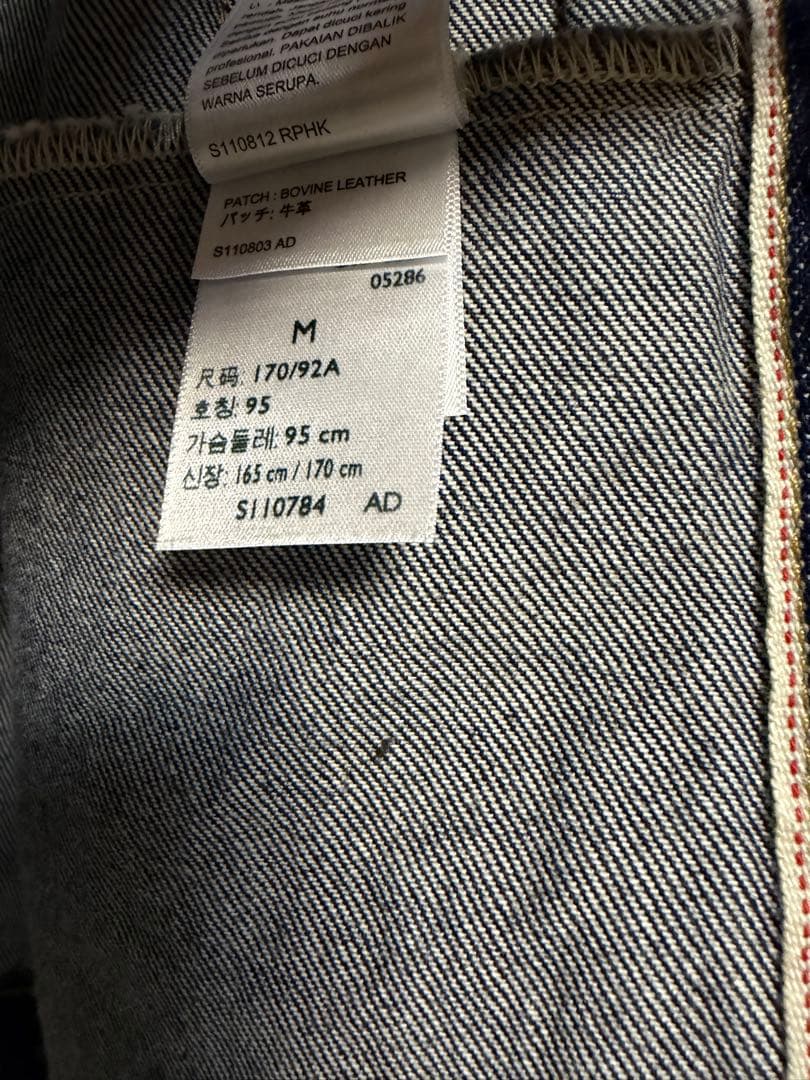 profesional. PAKAIAN DIBALIK
SEBELUM DICUCI DENGAN
WARNA SERUPA.
S110812 RPHK
PATCH : BOVINE LEATHER
パッチ: 牛革
S110803 AD
05286
M
尺码: 170/92A
호칭: 95
가슴둘레: 95 cm
신장: 165 cm / 170 cm
S110784 AD